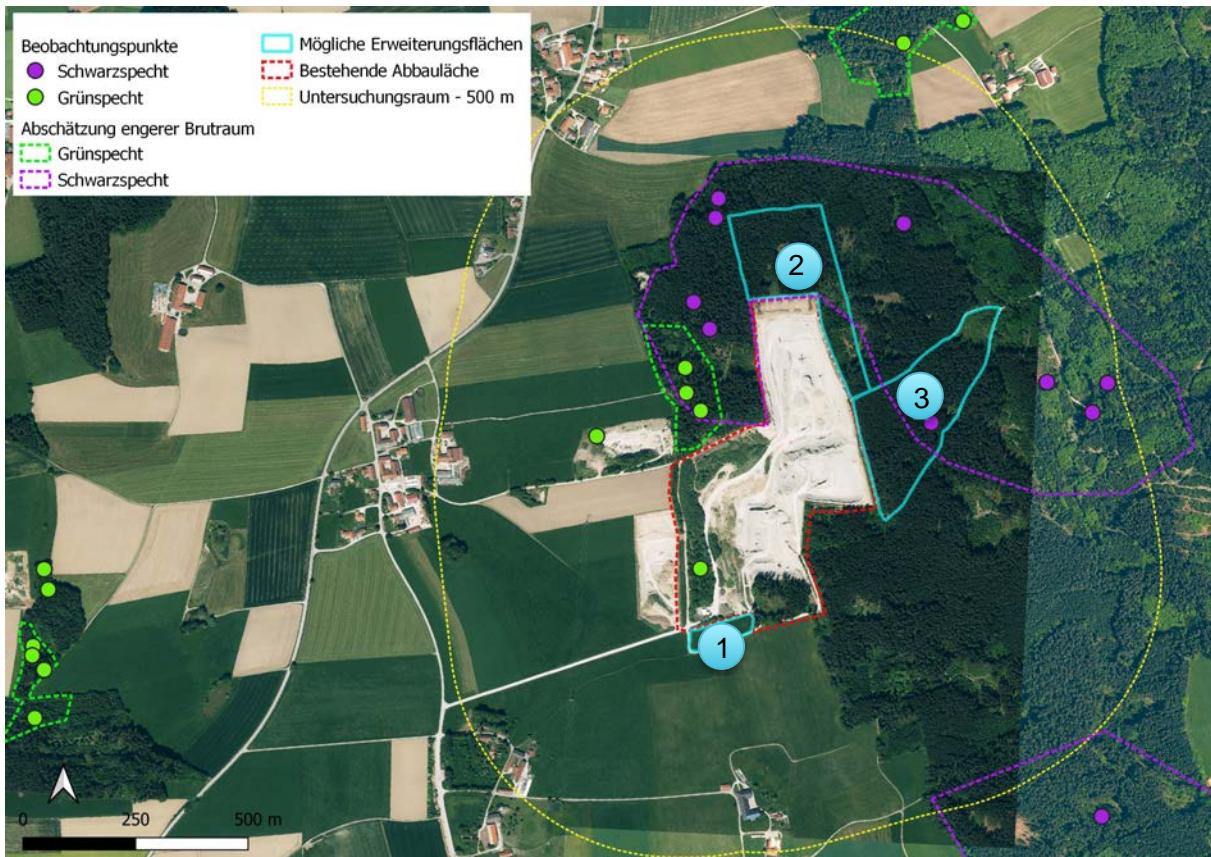 Beobachtungspunkte
Schwarzspecht
Grünspecht
Abschätzung engerer Brutraum
Grünspecht
Schwarzspecht
Mögliche Erweiterungsflächen
Bestehende Abbauläche
Untersuchungsraum - 500 m
2
3
1
0 250 500 m